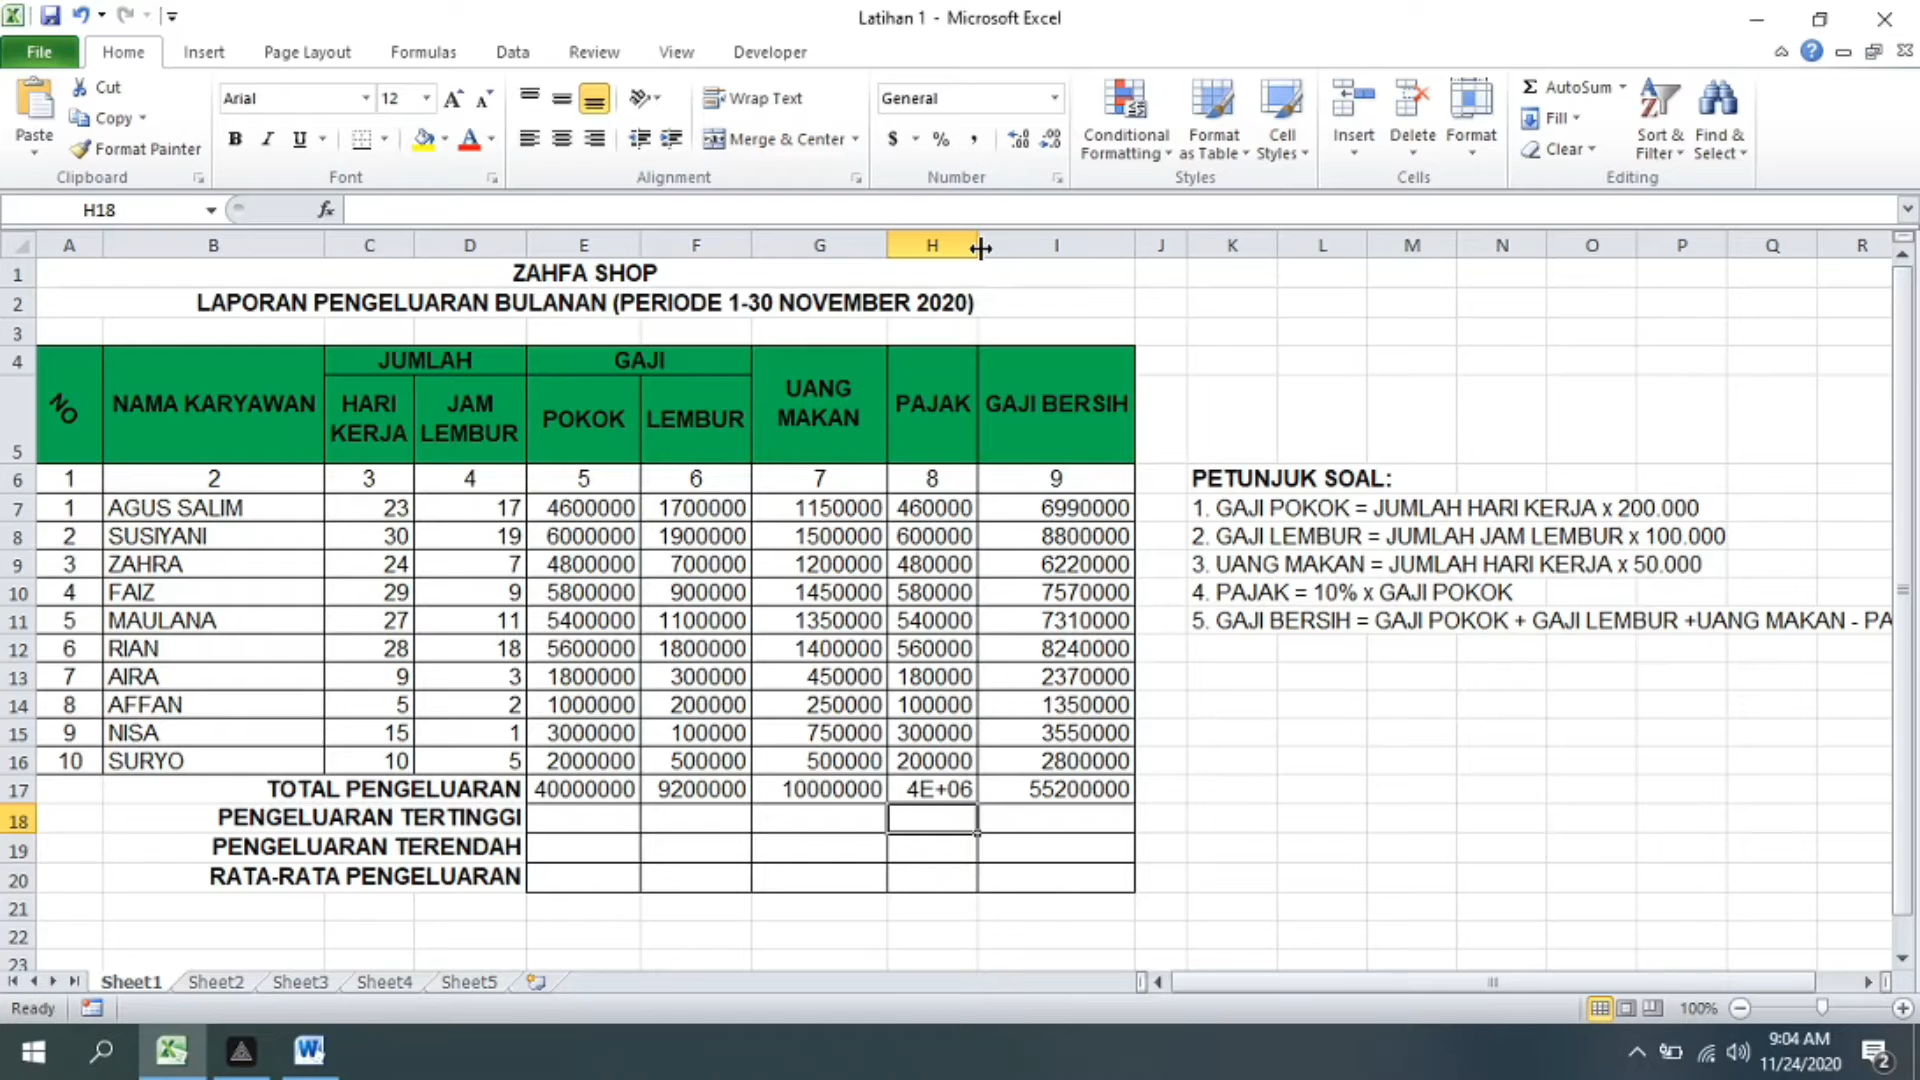 Latihan 1 - Microsoft Excel
File Home Insert Page Layout Formulas Data Review View Developer
Paste
Cut
Copy
Format Painter
Clipboard
Arial 12
B I U
Font
Wrap Text
Merge & Center
Alignment
General
$ % ,
Number
Conditional Formatting
Format as Table
Cell Styles
Styles
Insert Delete Format
Cells
Σ AutoSum
Fill
Clear
Sort & Filter
Find & Select
Editing
H18 fx
A B C D E F G H I J K L M N O P Q R
1 ZAHFA SHOP
2 LAPORAN PENGELUARAN BULANAN (PERIODE 1-30 NOVEMBER 2020)
3
4 NO NAMA KARYAWAN JUMLAH GAJI UANG MAKAN PAJAK GAJI BERSIH
5 HARI KERJA JAM LEMBUR POKOK LEMBUR
6 1 2 3 4 5 6 7 8 9 PETUNJUK SOAL:
7 1 AGUS SALIM 23 17 4600000 1700000 1150000 460000 6990000 1. GAJI POKOK = JUMLAH HARI KERJA x 200.000
8 2 SUSIYANI 30 19 6000000 1900000 1500000 600000 8800000 2. GAJI LEMBUR = JUMLAH JAM LEMBUR x 100.000
9 3 ZAHRA 24 7 4800000 700000 1200000 480000 6220000 3. UANG MAKAN = JUMLAH HARI KERJA x 50.000
10 4 FAIZ 29 9 5800000 900000 1450000 580000 7570000 4. PAJAK = 10% x GAJI POKOK
11 5 MAULANA 27 11 5400000 1100000 1350000 540000 7310000 5. GAJI BERSIH = GAJI POKOK + GAJI LEMBUR +UANG MAKAN - PA
12 6 RIAN 28 18 5600000 1800000 1400000 560000 8240000
13 7 AIRA 9 3 1800000 300000 450000 180000 2370000
14 8 AFFAN 5 2 1000000 200000 250000 100000 1350000
15 9 NISA 15 1 3000000 100000 750000 300000 3550000
16 10 SURYO 10 5 2000000 500000 500000 200000 2800000
17 TOTAL PENGELUARAN 40000000 9200000 10000000 4E+06 55200000
18 PENGELUARAN TERTINGGI
19 PENGELUARAN TERENDAH
20 RATA-RATA PENGELUARAN
21
22
23
Sheet1 Sheet2 Sheet3 Sheet4 Sheet5
Ready 100%
9:04 AM
11/24/2020
2